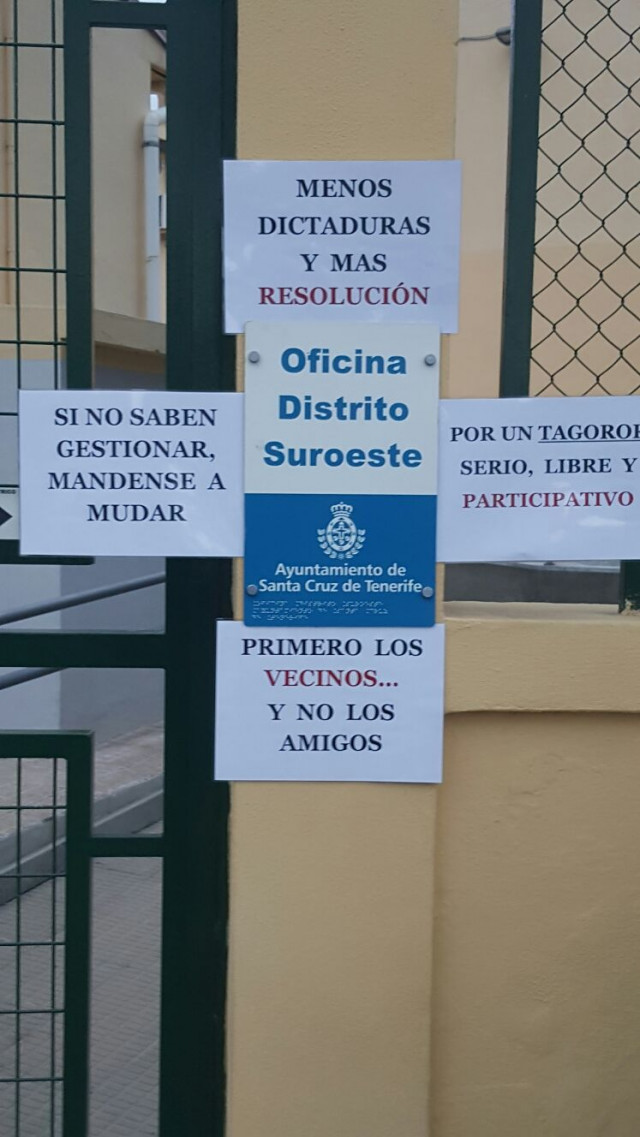 MENOS
DICTADURAS
Y MAS
RESOLUCIÓN
Oficina
Distrito
Suroeste
Ayuntamiento de
Santa Cruz de Tenerife
SI NO SABEN
GESTIONAR,
MANDENSE A
MUDAR
POR UN TAGOROR
SERIO, LIBRE Y
PARTICIPATIVO
PRIMERO LOS
VECINOS...
Y NO LOS
AMIGOS